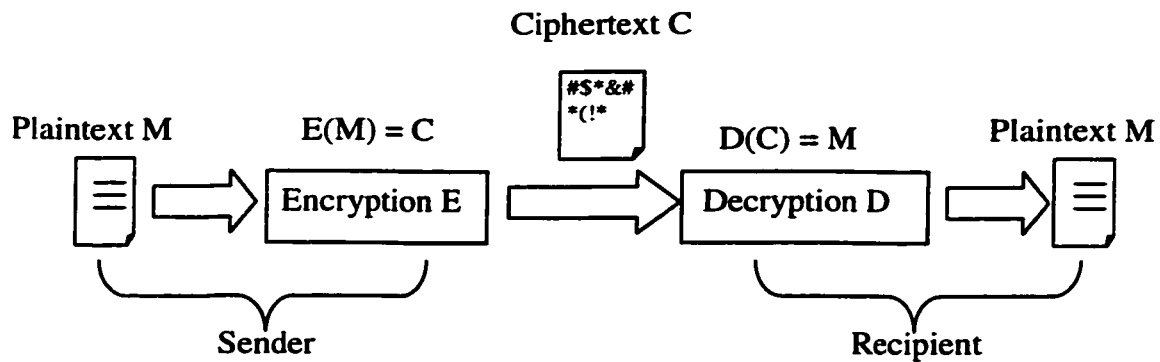 Ciphertext C
#$*&#
*(!*
Plaintext M
E(M) = C
D(C) = M
Plaintext M
Encryption E
Decryption D
Sender
Recipient